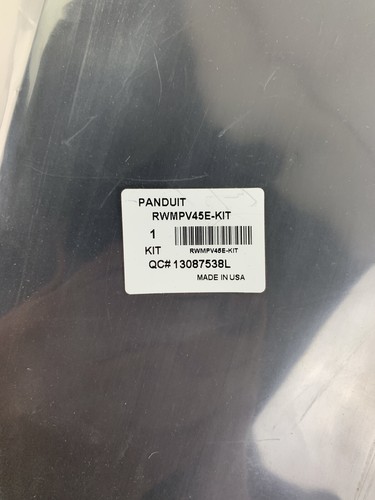 PANDUIT
RWMPV45E-KIT
1
KIT RWMPV45E-KIT
QC# 13087538L
MADE IN USA